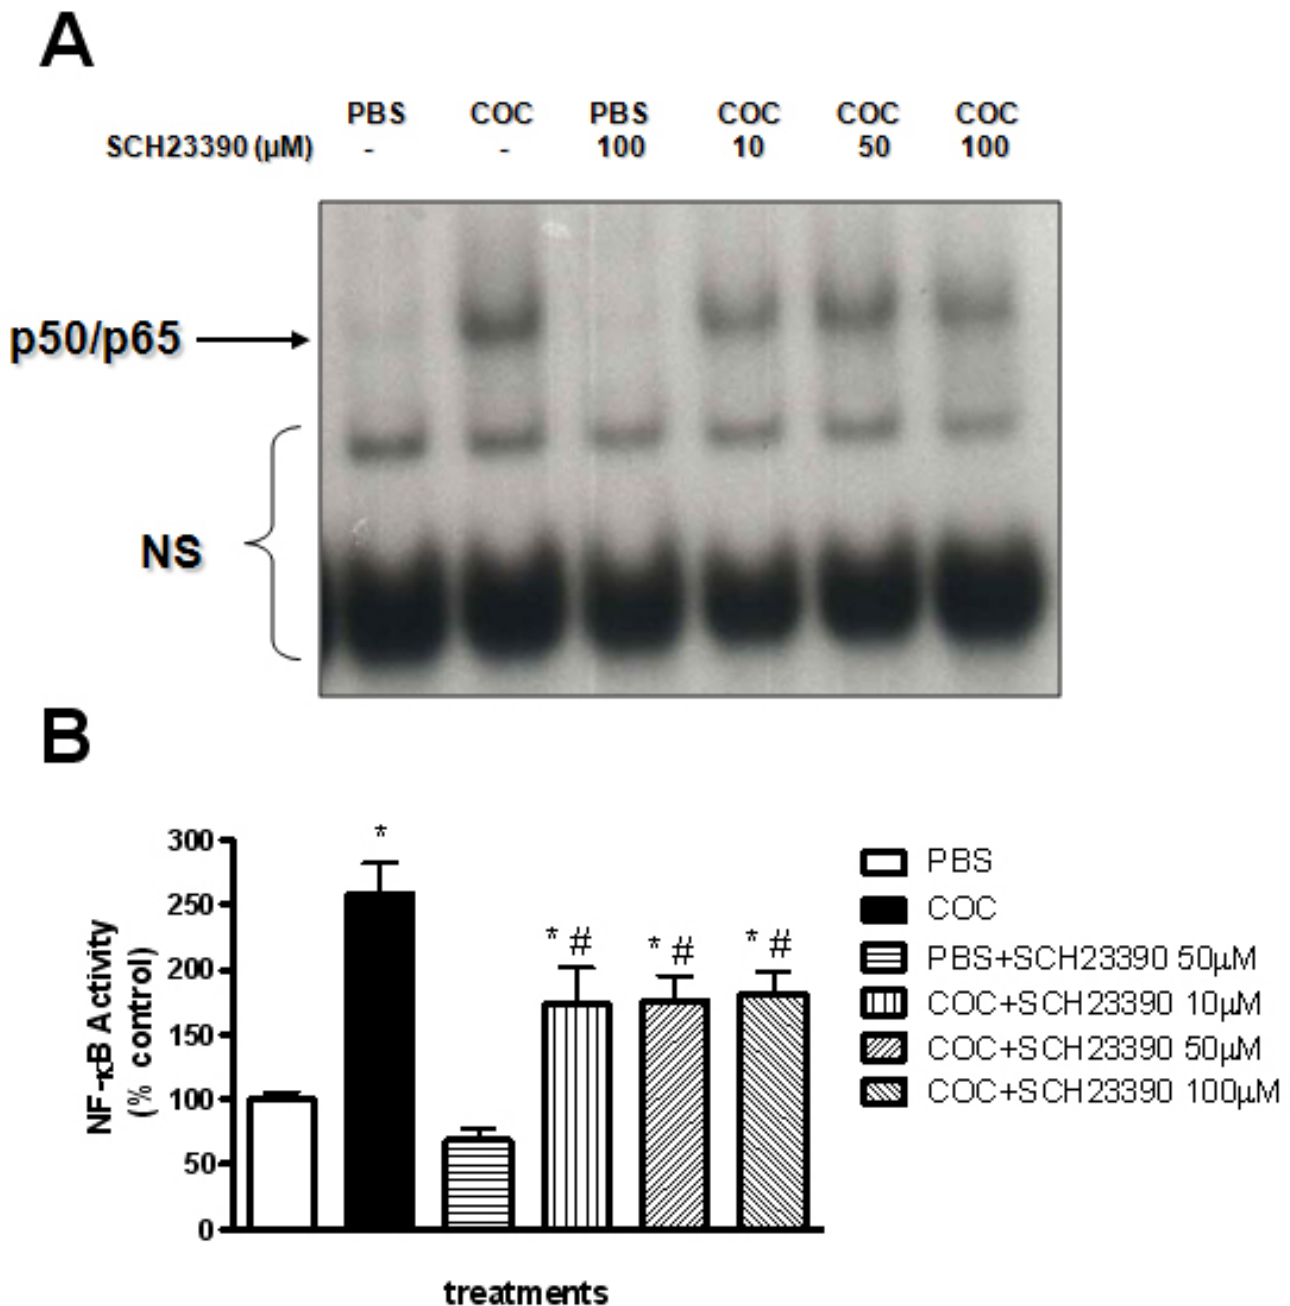 A
PBS COC PBS COC COC COC
SCH23390 (µM) - - 100 10 50 100
p50/p65
NS
B
300
250
200
150
100
50
0
NF-κB Activity
(% control)
*
* #
* #
* #
treatments
PBS
COC
PBS+SCH23390 50µM
COC+SCH23390 10µM
COC+SCH23390 50µM
COC+SCH23390 100µM